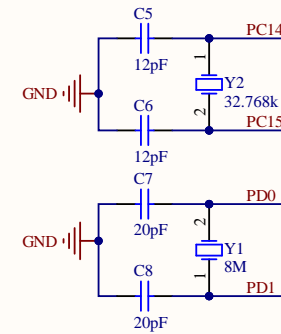 C5
PC14
12pF
1
Y2
GND
32.768k
C6
2
PC15
12pF
C7
PD0
20pF
2
GND
Y1
8M
C8
1
PD1
20pF